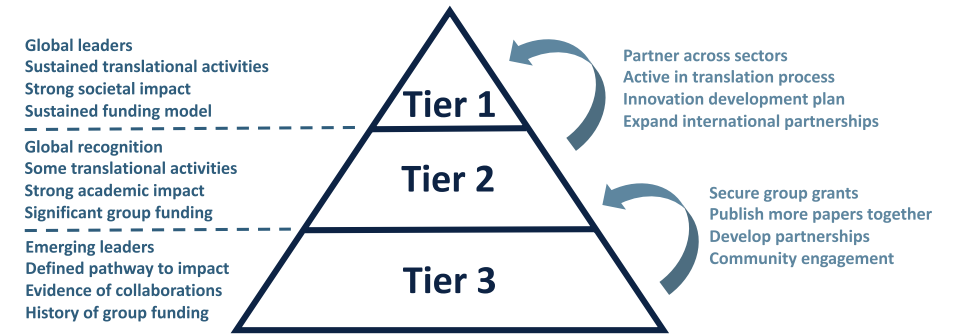 Global leaders
Sustained translational activities
Strong societal impact
Sustained funding model
Tier 1
Partner across sectors
Active in translation process
Innovation development plan
Expand international partnerships
Global recognition
Some translational activities
Strong academic impact
Significant group funding
Tier 2
Secure group grants
Publish more papers together
Develop partnerships
Community engagement
Emerging leaders
Defined pathway to impact
Evidence of collaborations
History of group funding
Tier 3